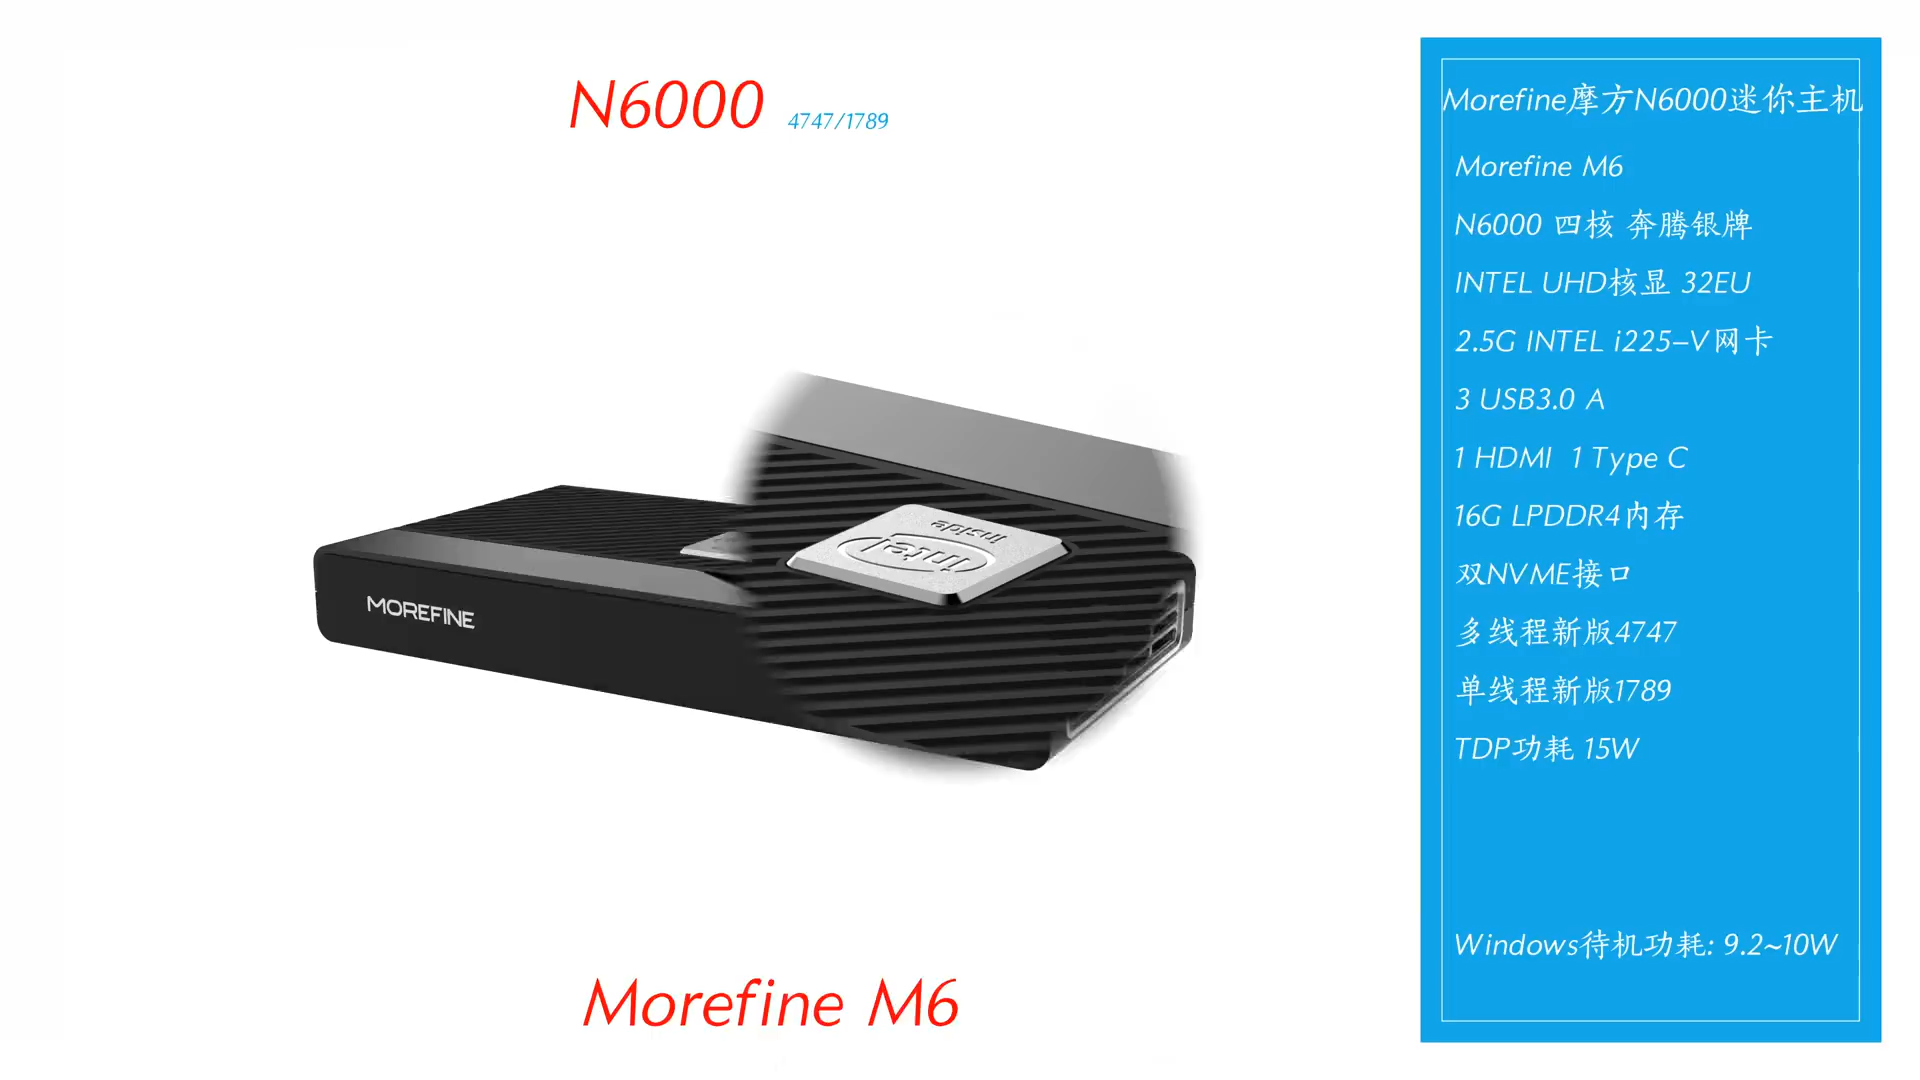 N6000 4747/1789
intel inside
MOREFINE
Morefine M6
Morefine摩方N6000迷你主机
Morefine M6
N6000 四核 奔腾银牌
INTEL UHD核显 32EU
2.5G INTEL i225-V网卡
3 USB3.0 A
1 HDMI 1 Type C
16G LPDDR4内存
双NVME接口
多线程新版4747
单线程新版1789
TDP功耗 15W
Windows待机功耗: 9.2~10W